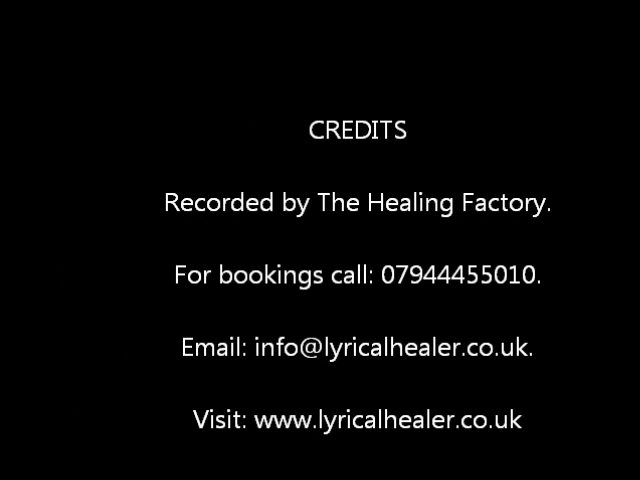 CREDITS
Recorded by The Healing Factory.
For bookings call: 07944455010.
Email: info@lyricalhealer.co.uk.
Visit: www.lyricalhealer.co.uk